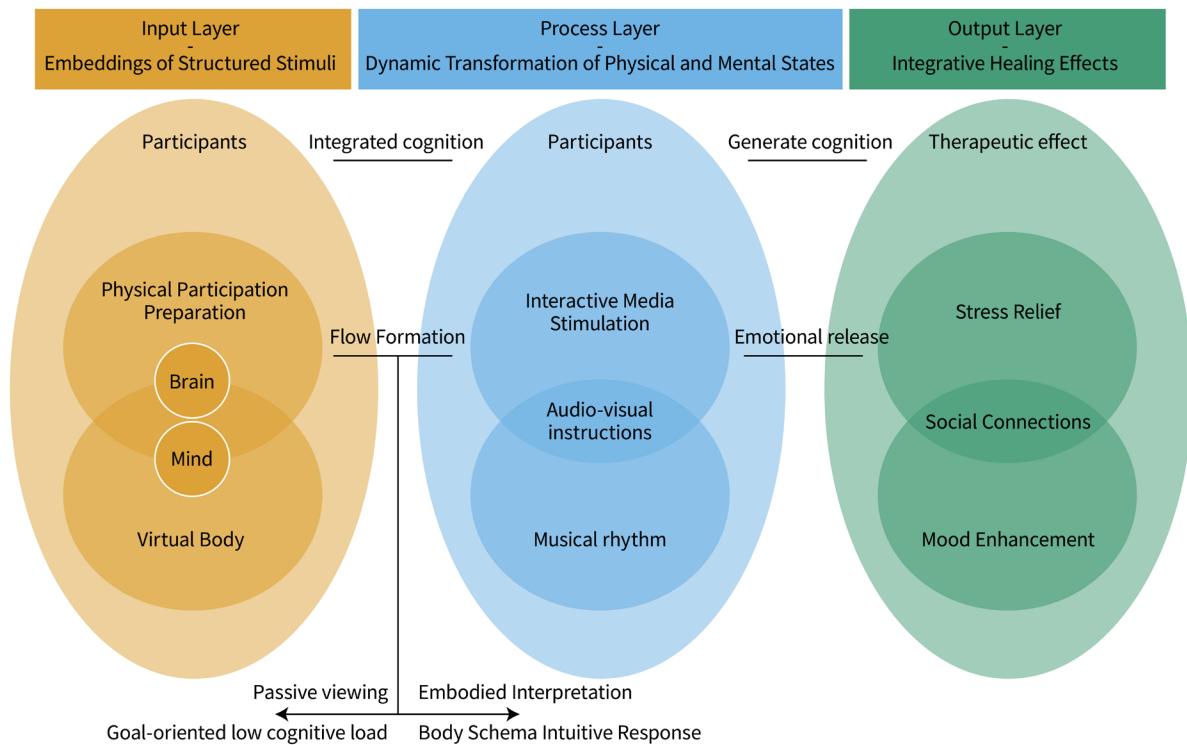 Input Layer
-
Embeddings of Structured Stimuli
Process Layer
-
Dynamic Transformation of Physical and Mental States
Output Layer
-
Integrative Healing Effects
Participants
Integrated cognition
Participants
Generate cognition
Therapeutic effect
Physical Participation
Preparation
Brain
Mind
Virtual Body
Flow Formation
Interactive Media
Stimulation
Audio-visual
instructions
Musical rhythm
Emotional release
Stress Relief
Social Connections
Mood Enhancement
Passive viewing
Embodied Interpretation
Goal-oriented low cognitive load
Body Schema Intuitive Response